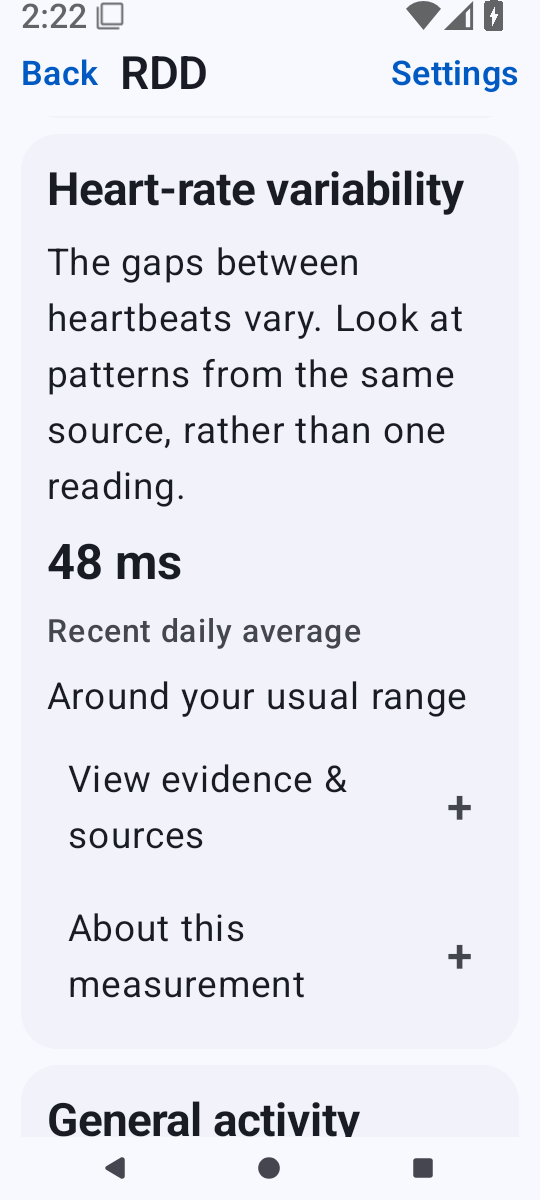 2:22
Back RDD Settings
Heart-rate variability
The gaps between
heartbeats vary. Look at
patterns from the same
source, rather than one
reading.
48 ms
Recent daily average
Around your usual range
View evidence &
sources
+
About this
measurement
+
General activity